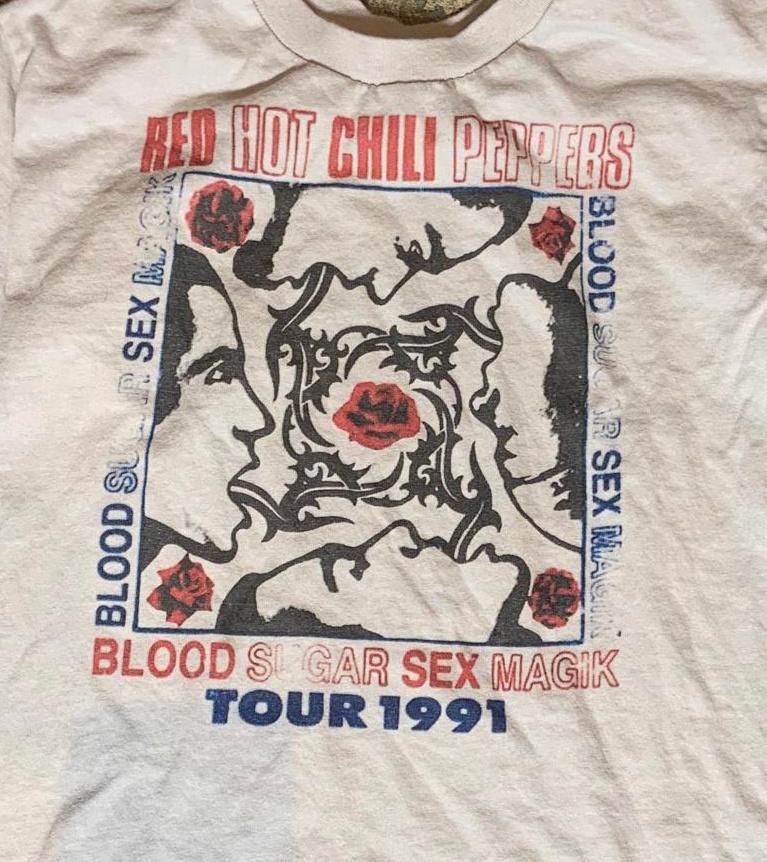 RED HOT CHILI PEPPERS
BLOOD SUGAR SEX MAGIK
BLOOD SUGAR SEX MAGIK
BLOOD SUGAR SEX MAGIK
TOUR 1991